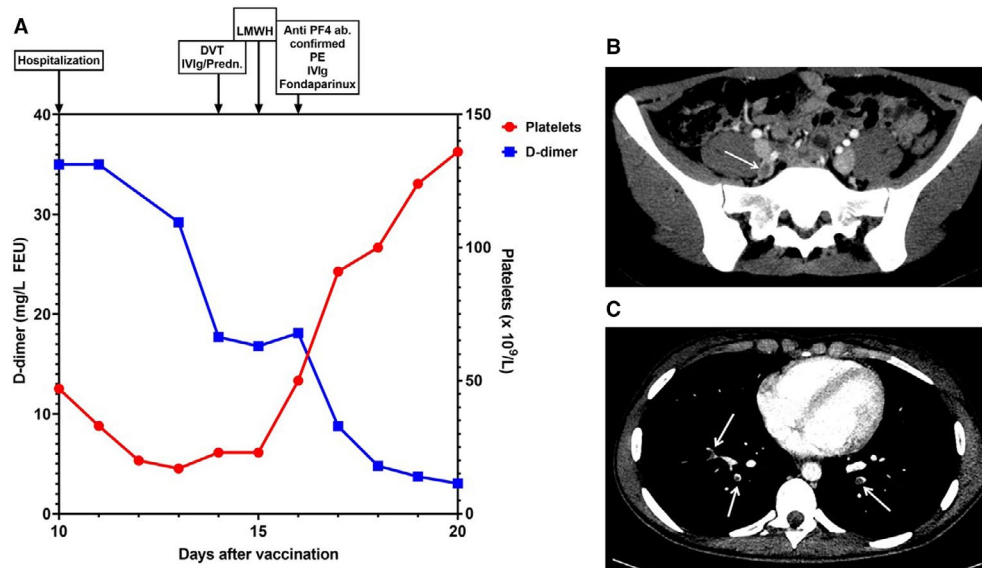 A
Hospitalization
DVT
IVIg/Predn.
LMWH
Anti PF4 ab.
confirmed
PE
IVIg
Fondaparinux
Platelets
D-dimer
D-dimer (mg/L FEU)
40
30
20
10
0
150
100
50
0
Platelets (x 10⁹/L)
10
15
20
Days after vaccination
B
C